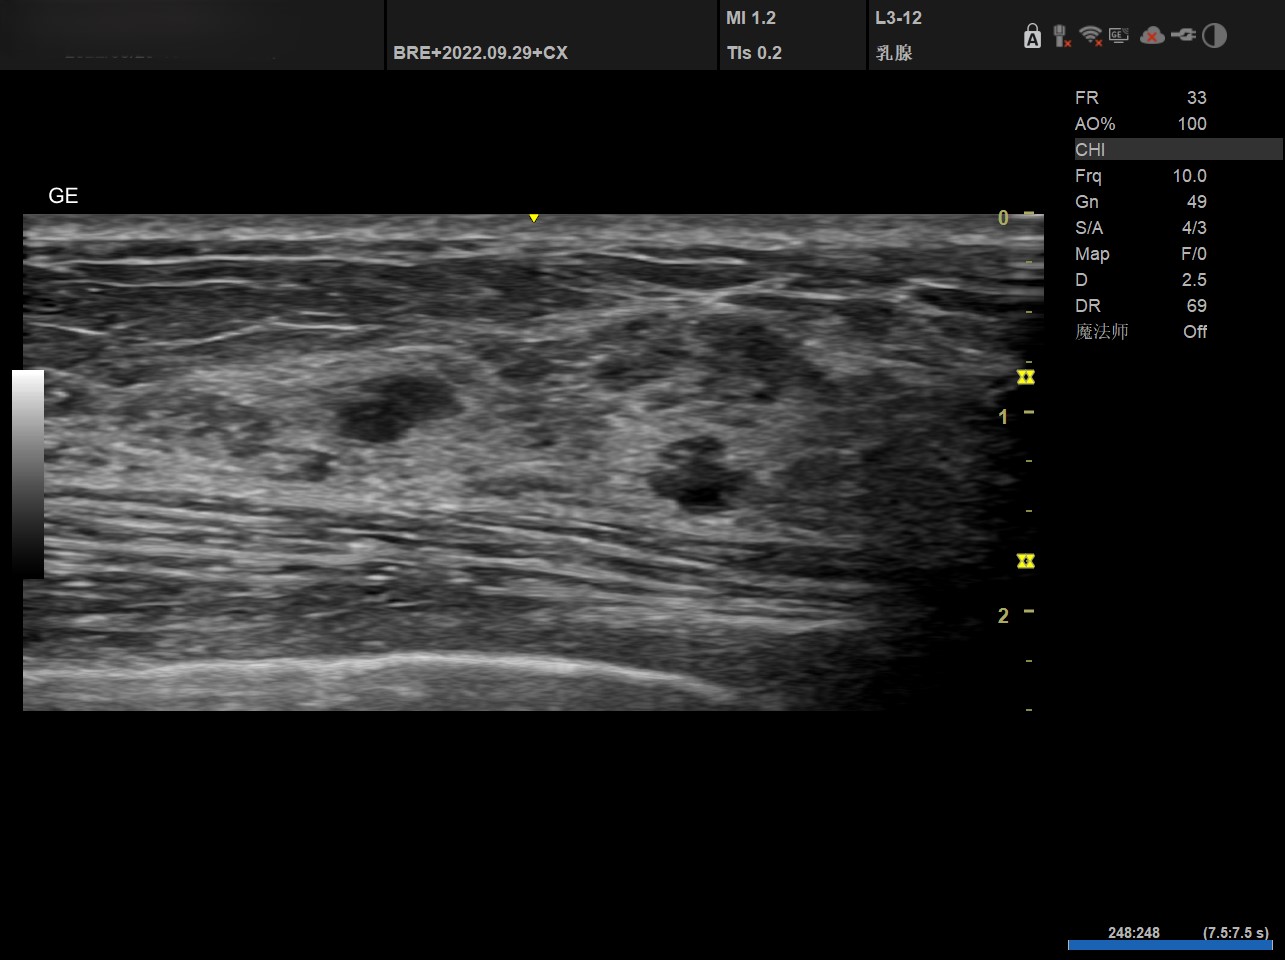 MI 1.2
L3-12
BRE+2022.09.29+CX
TIs 0.2
乳腺
A
GE
FR 33
AO% 100
CHI
Frq 10.0
Gn 49
S/A 4/3
Map F/0
D 2.5
DR 69
魔法师 Off
GE
0
1
2
248:248 (7.5:7.5 s)